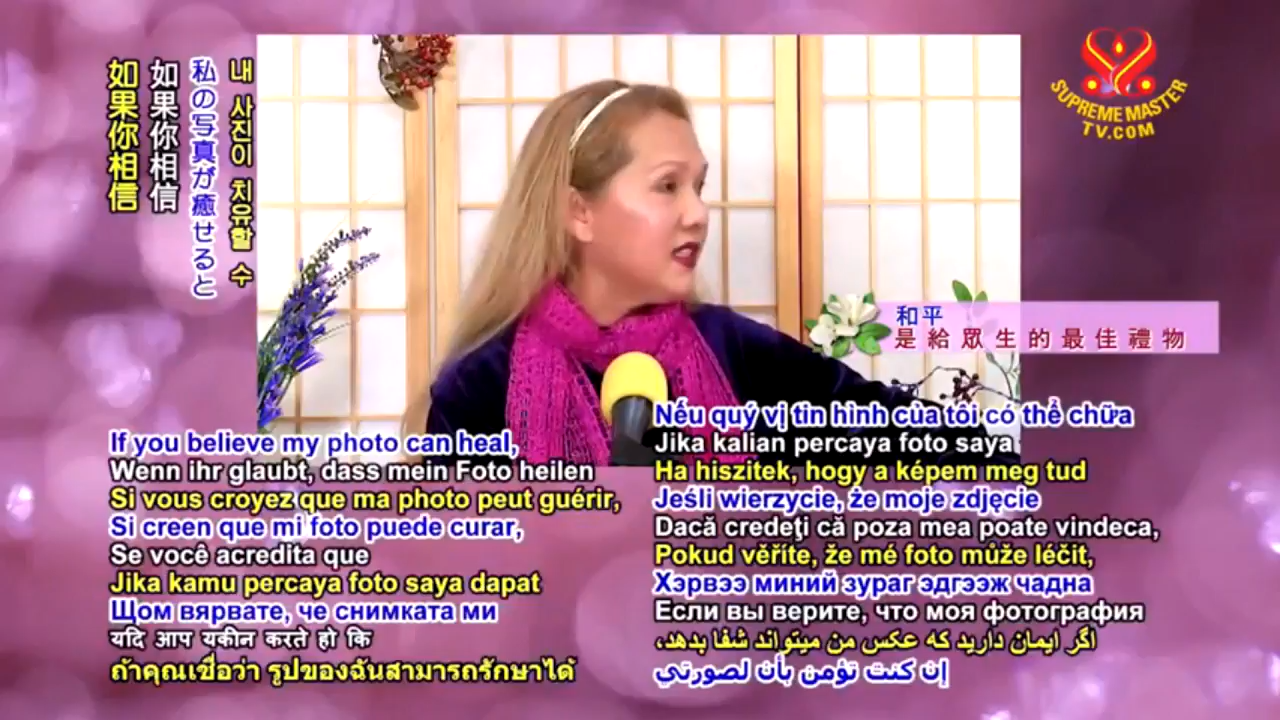 내 사진이 치유할 수
私の写真が癒せると
如果你相信
如果你相信
SUPREME MASTER
TV.COM
和平
是給眾生的最佳禮物
If you believe my photo can heal,
Wenn ihr glaubt, dass mein Foto heilen
Si vous croyez que ma photo peut guérir,
Si creen que mi foto puede curar,
Se você acredita que
Jika kamu percaya foto saya dapat
Щом вярвате, че снимката ми
यदि आप यकीन करते हो कि
ถ้าคุณเชื่อว่า รูปของฉันสามารถรักษาได้
Nếu quý vị tin hình của tôi có thể chữa
Jika kalian percaya foto saya
Ha hiszitek, hogy a képem meg tud
Jeśli wierzycie, że moje zdjęcie
Dacă credeţi că poza mea poate vindeca,
Pokud věříte, že mé foto může léčit,
Хэрвээ миний зураг эдгээж чадна
Если вы верите, что моя фотография
اگر ایمان دارید که عکس من میتواند شفا بدهد،
إن كنت تؤمن بأن لصورتي